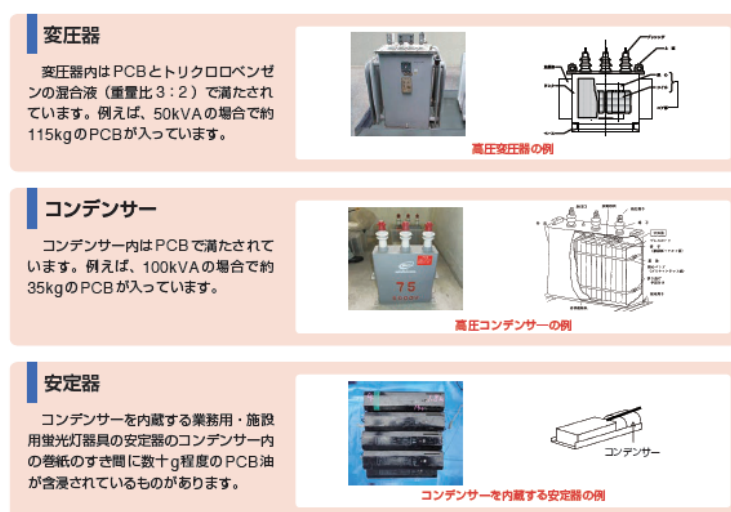 変圧器
変圧器内はPCBとトリクロロベンゼ
ンの混合液（重量比3：2）で満たされ
ています。例えば、50kVAの場合で約
115kgのPCBが入っています。
高圧変圧器の例
コンデンサー
コンデンサー内はPCBで満たされて
います。例えば、100kVAの場合で約
35kgのPCBが入っています。
75
高圧コンデンサーの例
安定器
コンデンサーを内蔵する業務用・施設
用蛍光灯器具の安定器のコンデンサー内
の巻紙のすき間に数十g程度のPCB油
が含浸されているものがあります。
コンデンサー
コンデンサーを内蔵する安定器の例